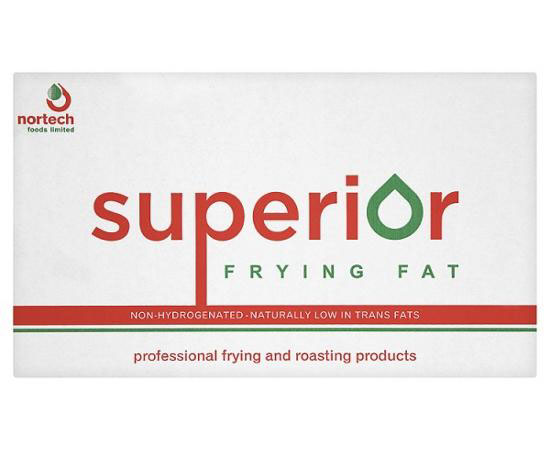 nortech
foods limited
superior
FRYING FAT
NON-HYDROGENATED - NATURALLY LOW IN TRANS FATS
professional frying and roasting products